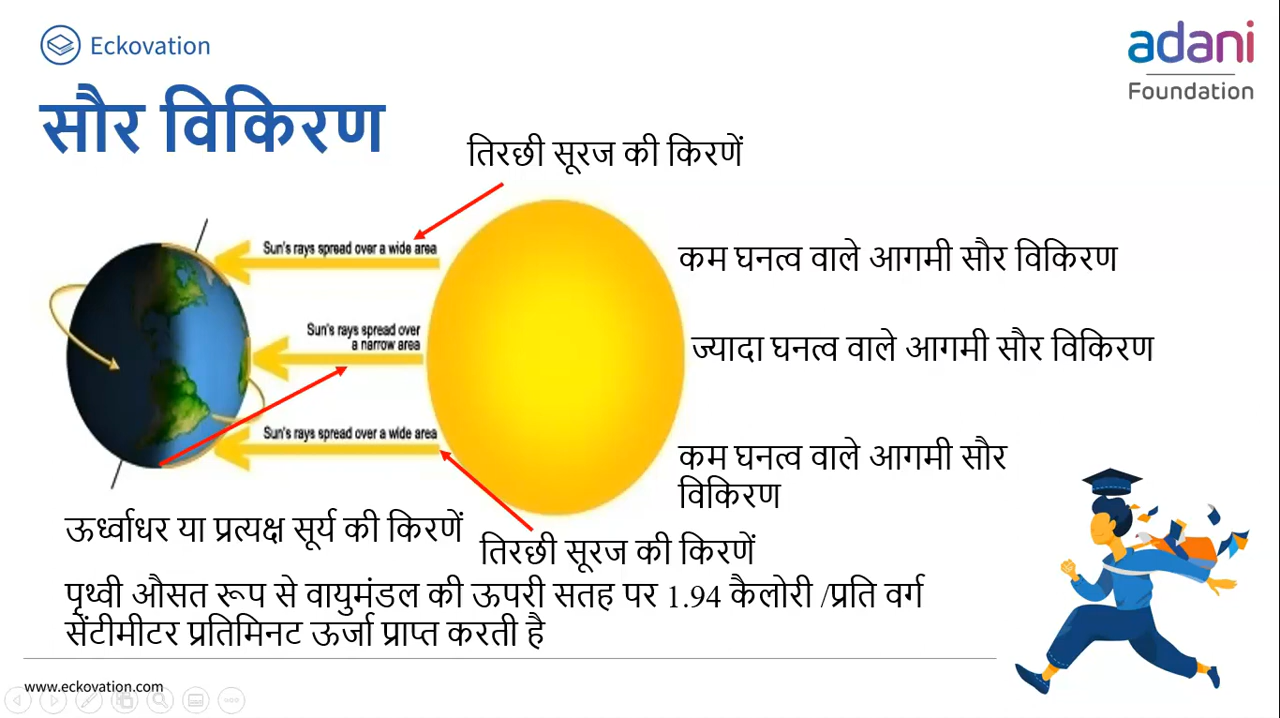 Eckovation
adani
Foundation
सौर विकिरण
तिरछी सूरज की किरणें
Sun's rays spread over a wide area
कम घनत्व वाले आगमी सौर विकिरण
Sun's rays spread over
a narrow area
ज्यादा घनत्व वाले आगमी सौर विकिरण
Sun's rays spread over a wide area
कम घनत्व वाले आगमी सौर
विकिरण
ऊर्ध्वाधर या प्रत्यक्ष सूर्य की किरणें
तिरछी सूरज की किरणें
पृथ्वी औसत रूप से वायुमंडल की ऊपरी सतह पर 1.94 कैलोरी /प्रति वर्ग
सेंटीमीटर प्रतिमिनट ऊर्जा प्राप्त करती है
www.eckovation.com